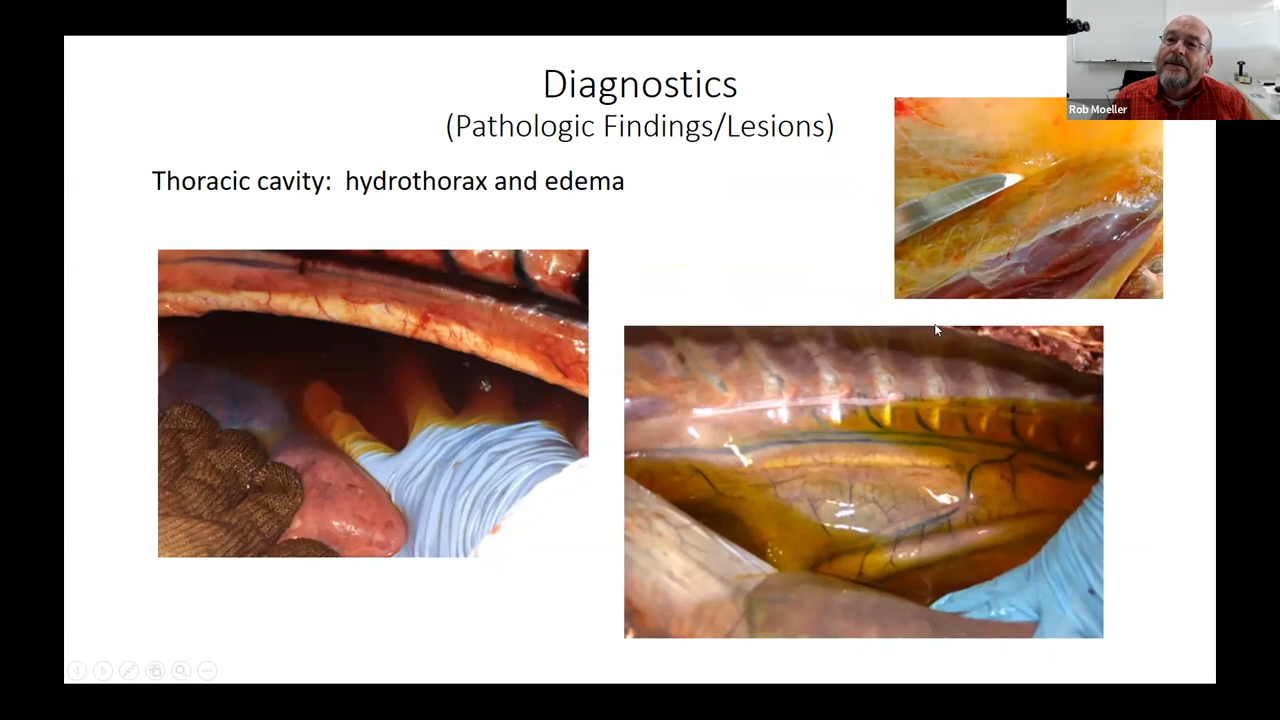 Diagnostics
(Pathologic Findings/Lesions)
Thoracic cavity:  hydrothorax and edema
Rob Moeller